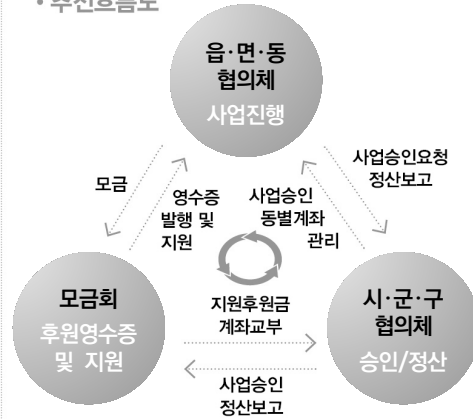 • 추진흐름도
읍·면·동
협의체
사업진행
사업승인요청
정산보고
모금
영수증
발행 및
지원
사업승인
동별계좌
관리
모금회
후원영수증
및 지원
지원후원금
계좌교부
시·군·구
협의체
승인/정산
사업승인
정산보고